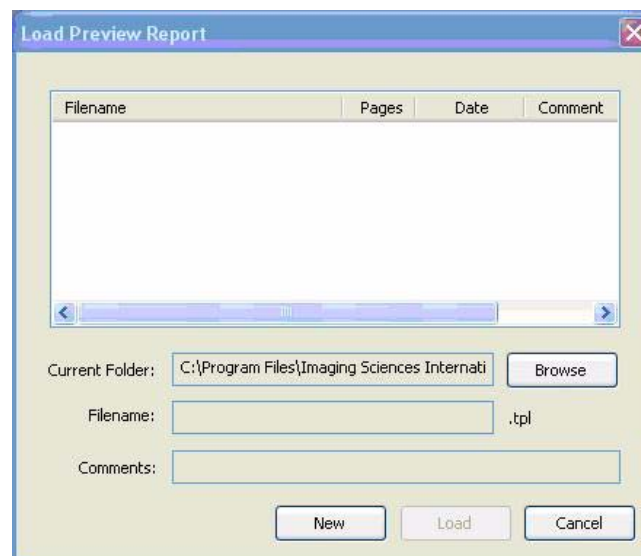 Load Preview Report
Filename Pages Date Comment
Current Folder: C:\Program Files\Imaging Sciences Internati Browse
Filename: .tpl
Comments:
New Load Cancel